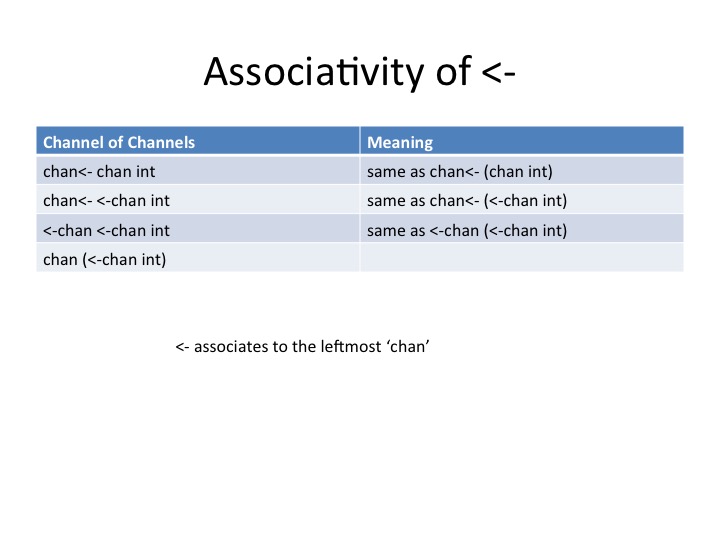 Associativity of <-
Channel of Channels Meaning
chan<- chan int same as chan<- (chan int)
chan<- <-chan int same as chan<- (<-chan int)
<-chan <-chan int same as <-chan (<-chan int)
chan (<-chan int)
<- associates to the leftmost ‘chan’